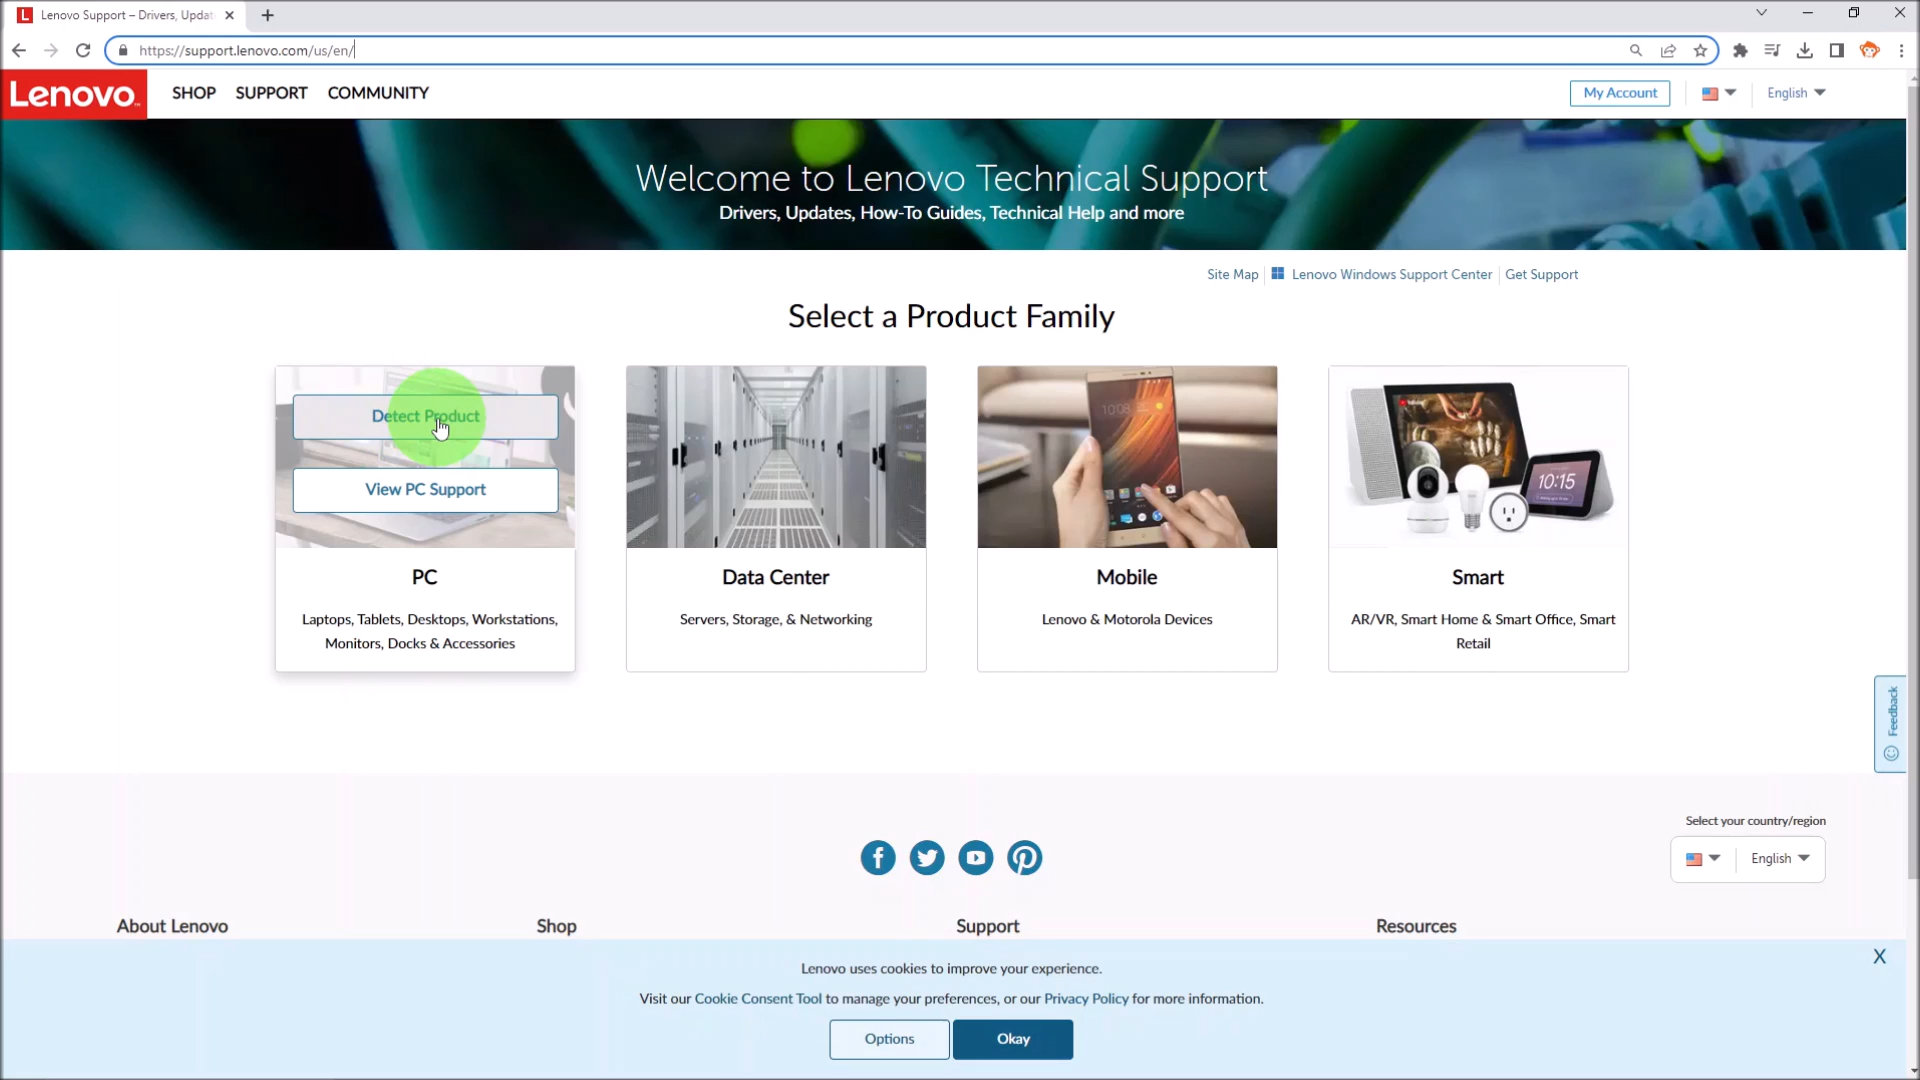 Lenovo Support – Drivers, Updat
https://support.lenovo.com/us/en/
Lenovo
SHOP
SUPPORT
COMMUNITY
My Account
English
Welcome to Lenovo Technical Support
Drivers, Updates, How-To Guides, Technical Help and more
Site Map
Lenovo Windows Support Center
Get Support
Select a Product Family
Detect Product
View PC Support
10:08
10:15
PC
Laptops, Tablets, Desktops, Workstations,
Monitors, Docks & Accessories
Data Center
Servers, Storage, & Networking
Mobile
Lenovo & Motorola Devices
Smart
AR/VR, Smart Home & Smart Office, Smart
Retail
Feedback
Select your country/region
English
About Lenovo
Shop
Support
Resources
Lenovo uses cookies to improve your experience.
X
Visit our Cookie Consent Tool to manage your preferences, or our Privacy Policy for more information.
Options
Okay